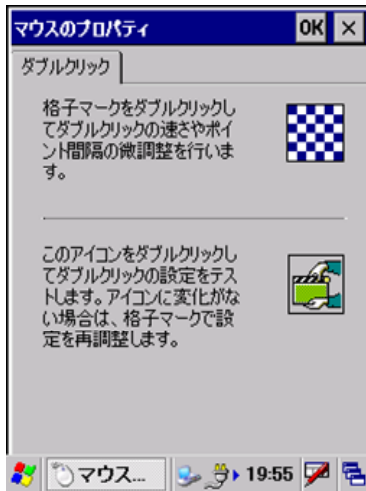 マウスのプロパティ OK ×
ダブルクリック
格子マークをダブルクリックし
てダブルクリックの速さやポイ
ント間隔の微調整を行いま
す。
このアイコンをダブルクリックし
てダブルクリックの設定をテス
トします。アイコンに変化がな
い場合は、格子マークで設
定を再調整します。
マウス... 19:55